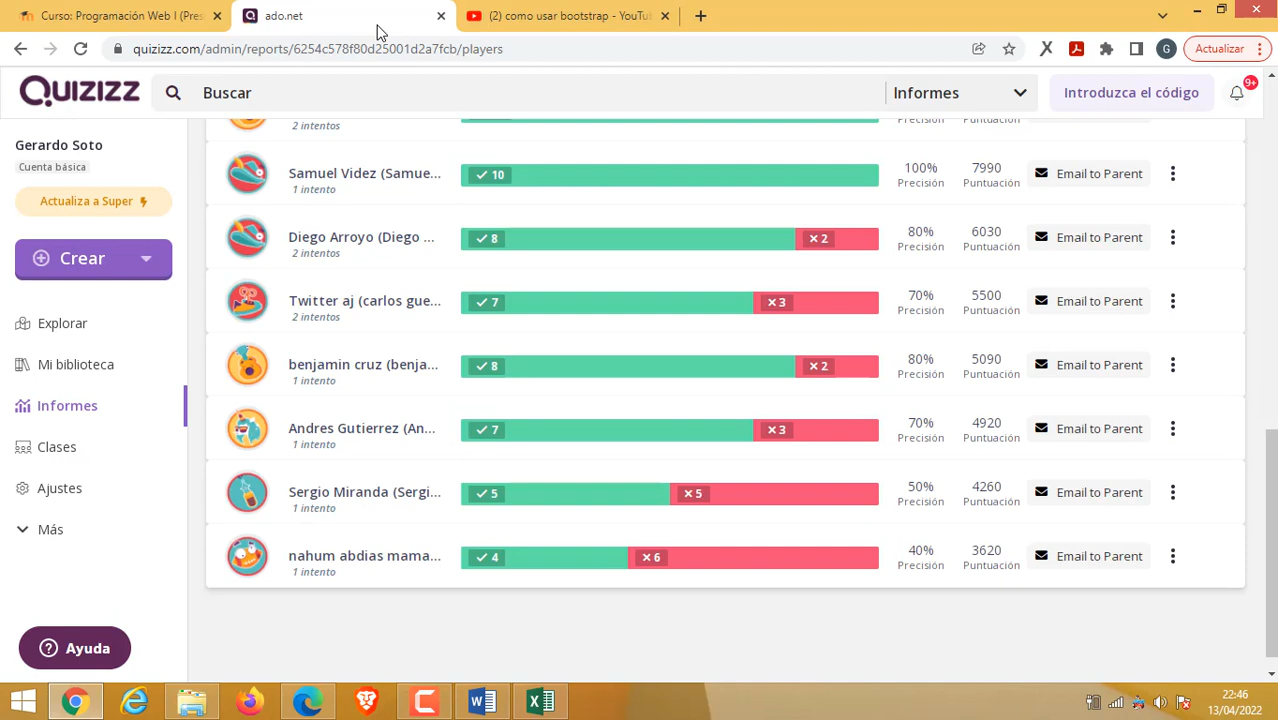 Curso: Programación Web I (Pres
ado.net
(2) como usar bootstrap - YouTu
quizizz.com/admin/reports/6254c578f80d25001d2a7fcb/players
G
Actualizar
QUIZIZZ
Buscar
Informes
Introduzca el código
9+
Gerardo Soto
Cuenta básica
Actualiza a Super
Crear
Explorar
Mi biblioteca
Informes
Clases
Ajustes
Más
Ayuda
2 intentos
Samuel Videz (Samue...
1 intento
10
100%
Precisión
7990
Puntuación
Email to Parent
Diego Arroyo (Diego ...
2 intentos
8
2
80%
Precisión
6030
Puntuación
Email to Parent
Twitter aj (carlos gue...
2 intentos
7
3
70%
Precisión
5500
Puntuación
Email to Parent
benjamin cruz (benja...
1 intento
8
2
80%
Precisión
5090
Puntuación
Email to Parent
Andres Gutierrez (An...
1 intento
7
3
70%
Precisión
4920
Puntuación
Email to Parent
Sergio Miranda (Sergi...
1 intento
5
5
50%
Precisión
4260
Puntuación
Email to Parent
nahum abdias mama...
1 intento
4
6
40%
Precisión
3620
Puntuación
Email to Parent
22:46
13/04/2022